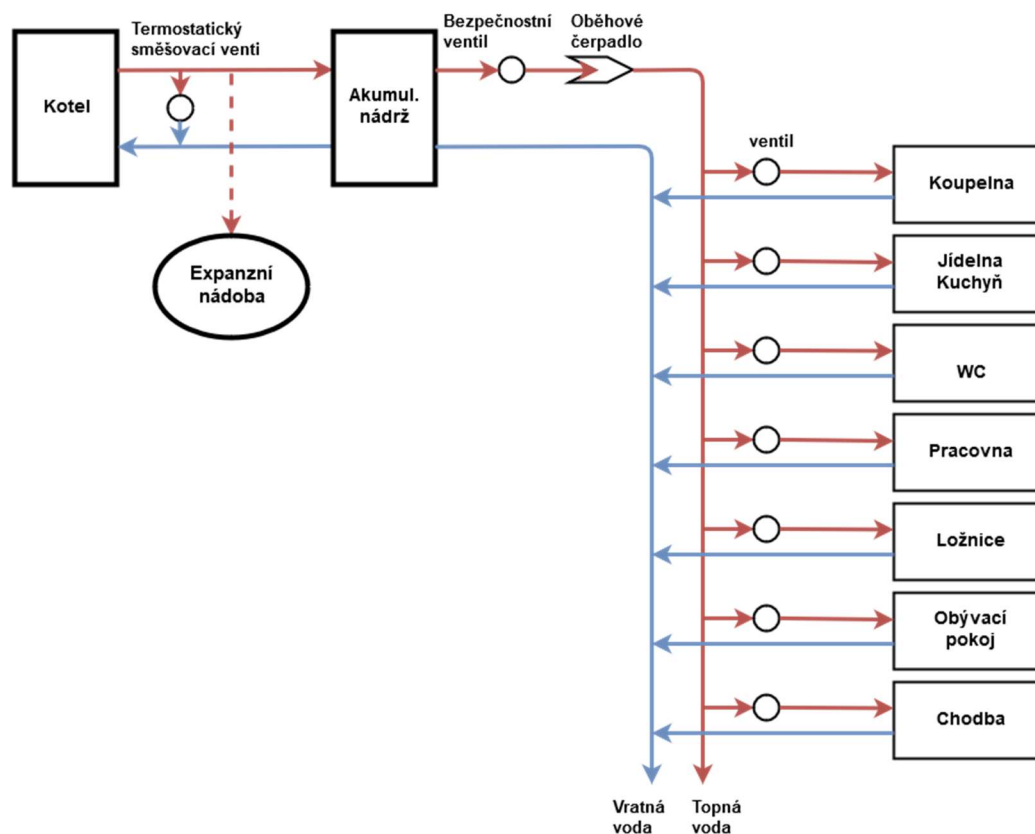 Termostatický
směšovací venti
Bezpečnostní
ventil
Oběhové
čerpadlo
Kotel
Akumul.
nádrž
Expanzní
nádoba
ventil
Koupelna
Jídelna
Kuchyň
WC
Pracovna
Ložnice
Obývací
pokoj
Chodba
Vratná
voda
Topná
voda